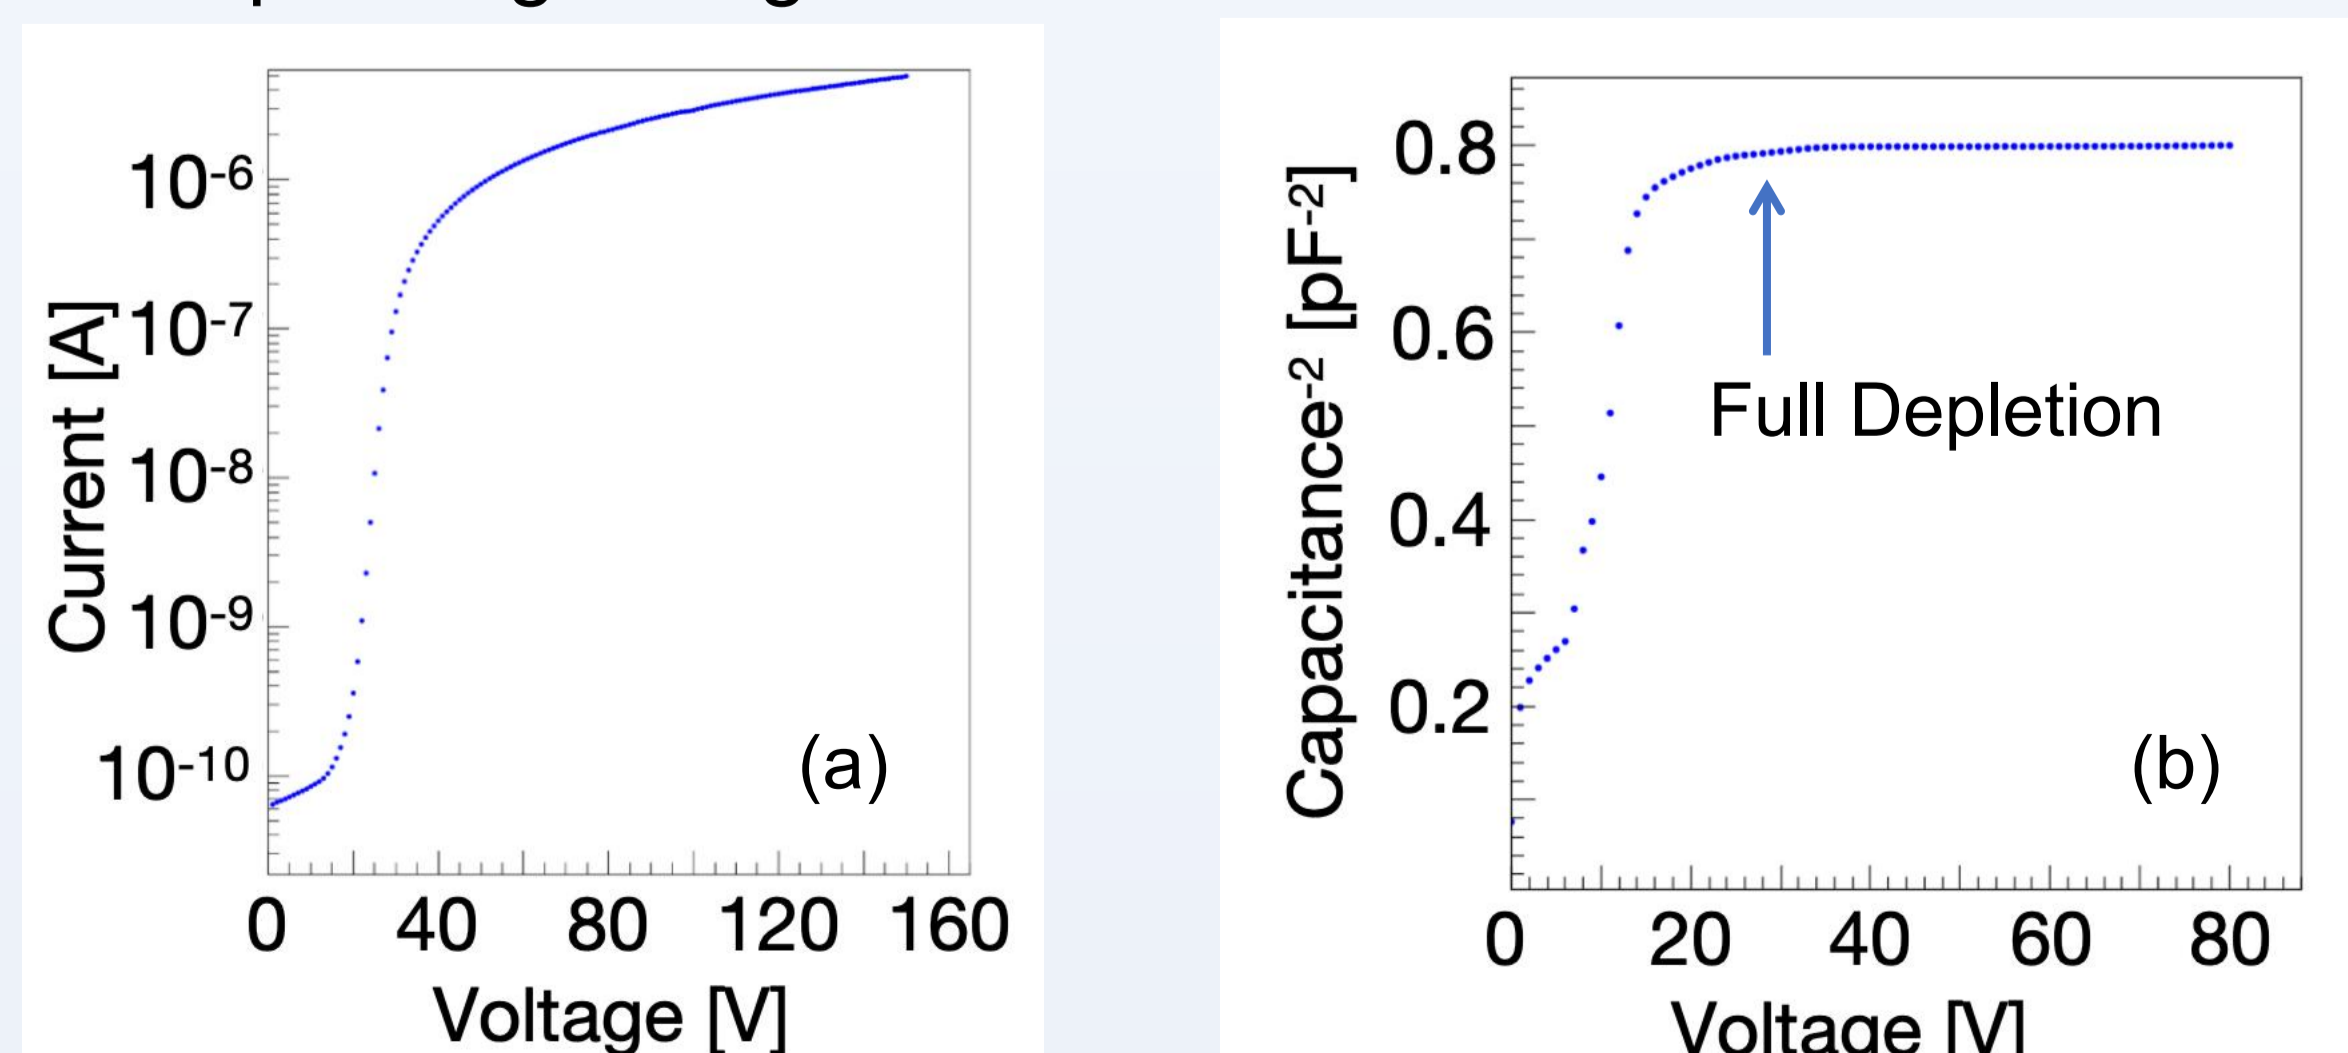 Current [A]
10-6
10-7
10-8
10-9
10-10
(a)
0 40 80 120 160
Voltage [V]
Capacitance-2 [pF-2]
0.8
0.6
0.4
0.2
Full Depletion
(b)
0 20 40 60 80
Voltage [V]